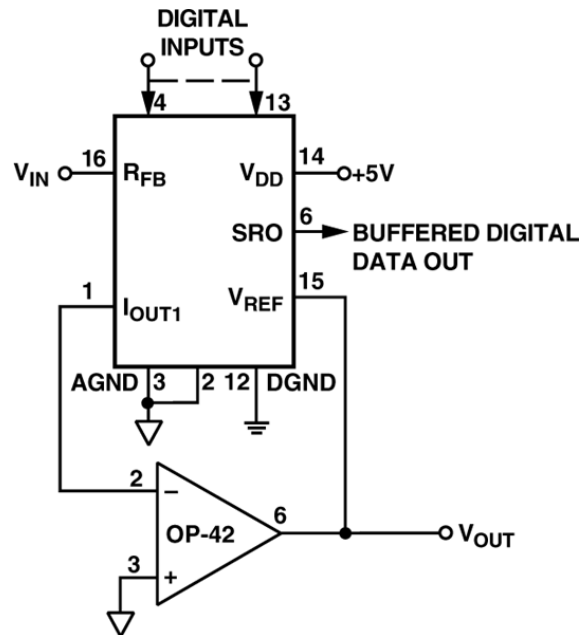 DIGITAL
INPUTS
4 13
VIN 16 RFB VDD 14 +5V
SRO 6 BUFFERED DIGITAL
DATA OUT
1 IOUT1 VREF 15
AGND 3 2 12 DGND
2 −
OP-42 6 VOUT
3 +